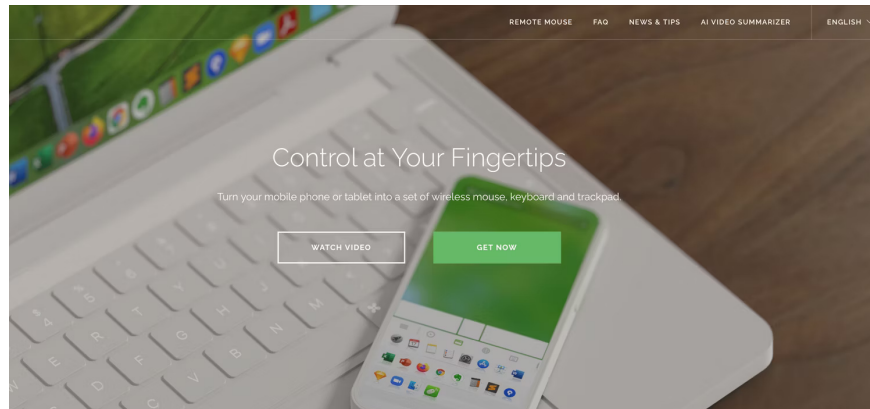 REMOTE MOUSE FAQ NEWS & TIPS AI VIDEO SUMMARIZER ENGLISH
Control at Your Fingertips
Turn your mobile phone or tablet into a set of wireless mouse, keyboard and trackpad.
WATCH VIDEO GET NOW